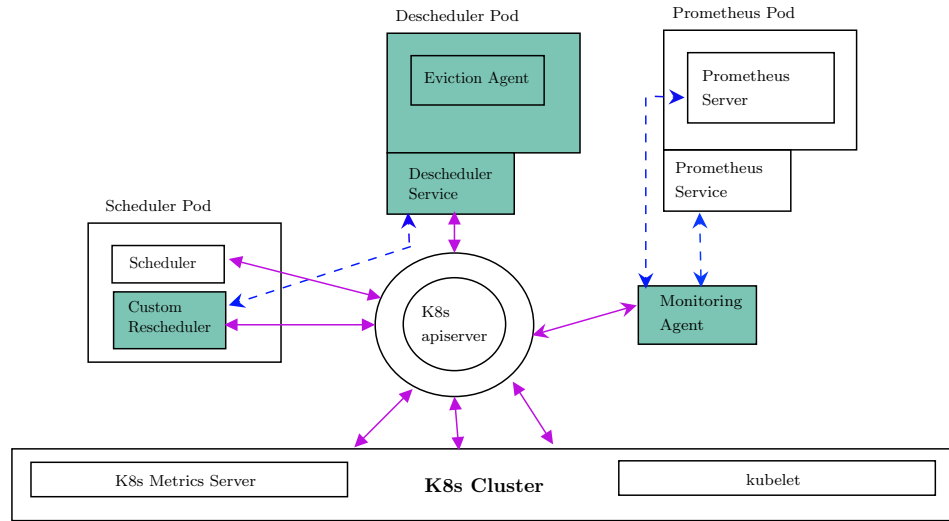 Descheduler Pod
Prometheus Pod
Eviction Agent
Prometheus
Server
Descheduler
Service
Prometheus
Service
Scheduler Pod
Scheduler
Custom
Rescheduler
K8s
apiserver
Monitoring
Agent
K8s Metrics Server
K8s Cluster
kubelet